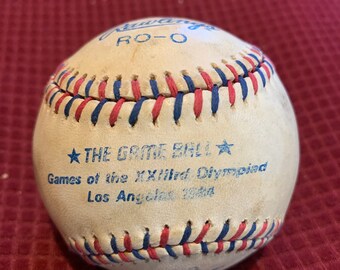 Rawlings
RO-O
★ THE GAME BALL ★
Games of the XXIIIrd Olympiad
Los Angeles 1984